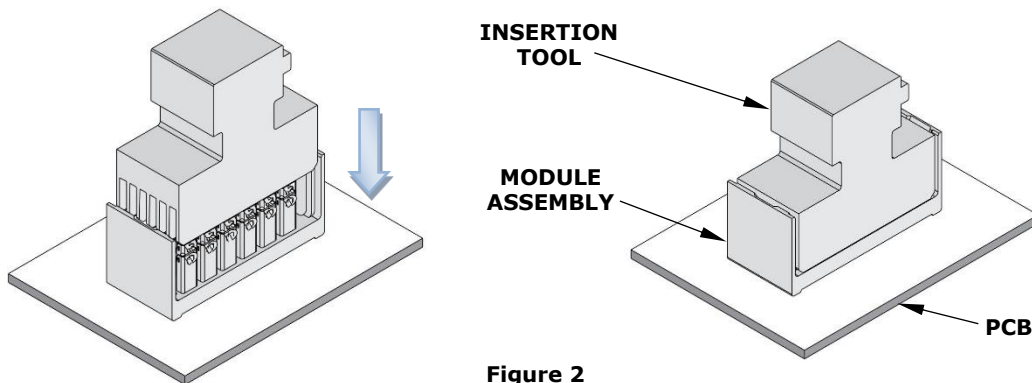 INSERTION
TOOL
MODULE
ASSEMBLY
PCB
Figure 2